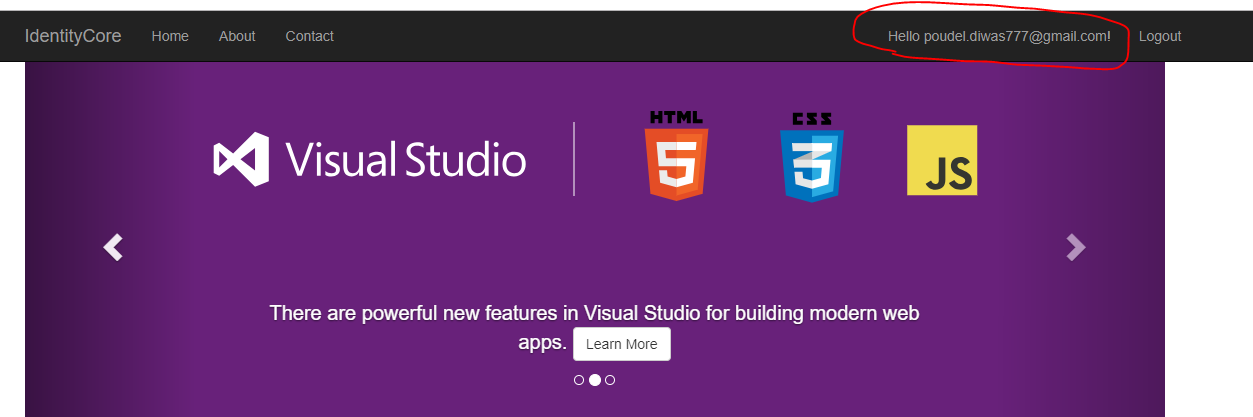 IdentityCore Home About Contact Hello poudel.diwas777@gmail.com! Logout
Visual Studio HTML 5 CSS 3 JS
There are powerful new features in Visual Studio for building modern web
apps. Learn More